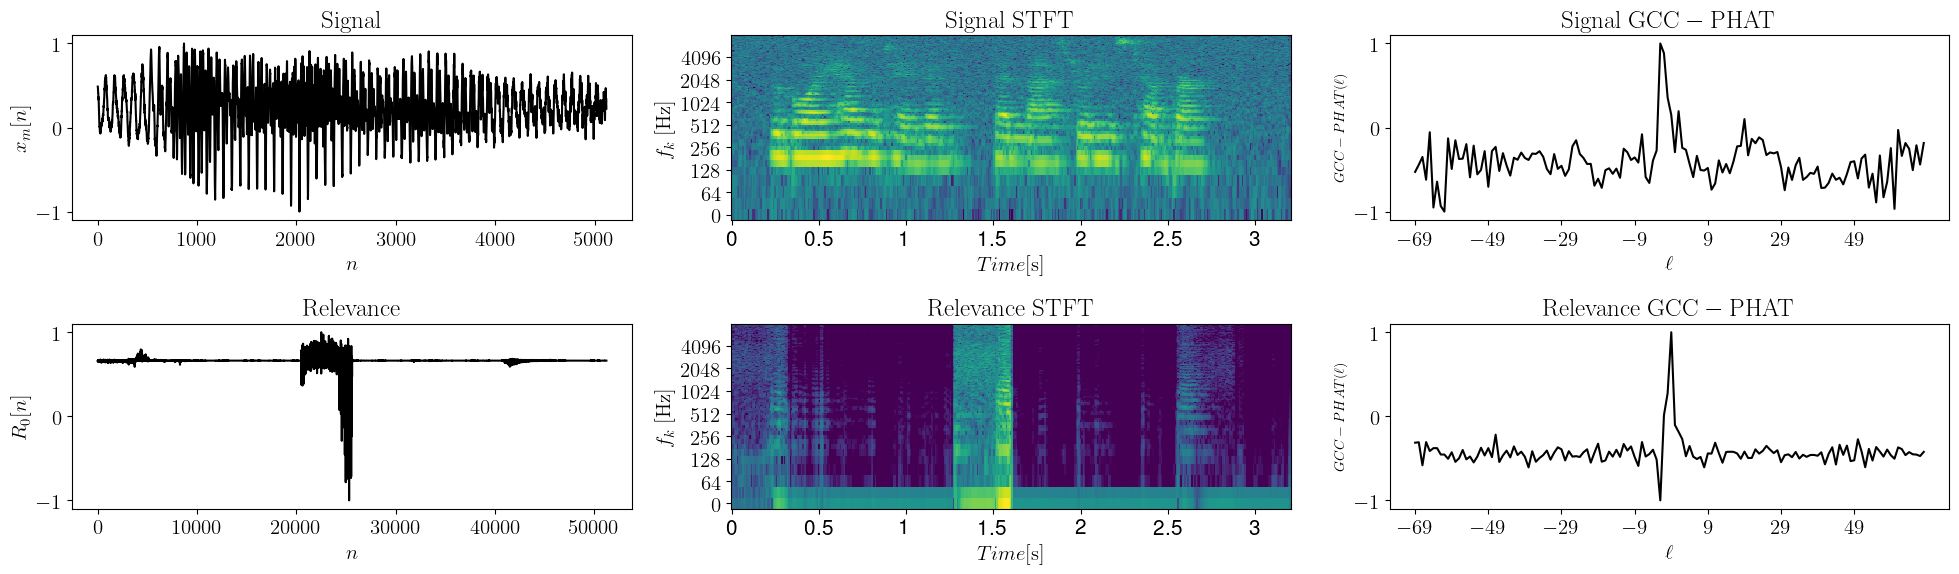 Signal
1
0
−1
x_m[n]
0 1000 2000 3000 4000 5000
n
Signal STFT
4096
2048
1024
512
256
128
64
0
f_k [Hz]
0 0.5 1 1.5 2 2.5 3
Time[s]
Signal GCC − PHAT
1
0
−1
GCC − PHAT(ℓ)
−69 −49 −29 −9 9 29 49
ℓ
Relevance
1
0
−1
R_0[n]
0 10000 20000 30000 40000 50000
n
Relevance STFT
4096
2048
1024
512
256
128
64
0
f_k [Hz]
0 0.5 1 1.5 2 2.5 3
Time[s]
Relevance GCC − PHAT
1
0
−1
GCC − PHAT(ℓ)
−69 −49 −29 −9 9 29 49
ℓ